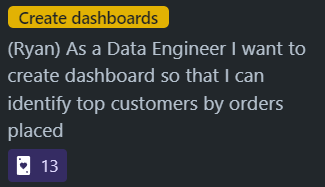 Create dashboards
(Ryan) As a Data Engineer I want to
create dashboard so that I can
identify top customers by orders
placed
13